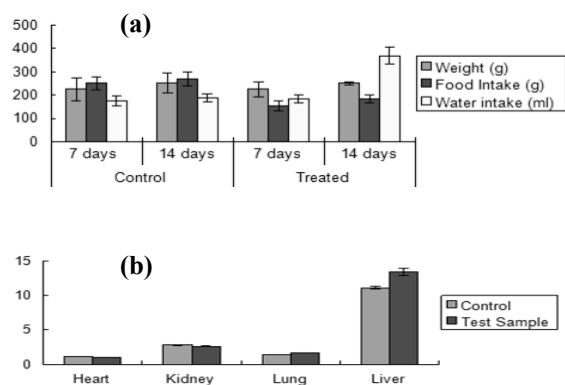 (a)
500
400
300
200
100
0
7 days 14 days 7 days 14 days
Control Treated
Weight (g)
Food Intake (g)
Water intake (ml)
(b)
15
10
5
0
Heart Kidney Lung Liver
Control
Test Sample